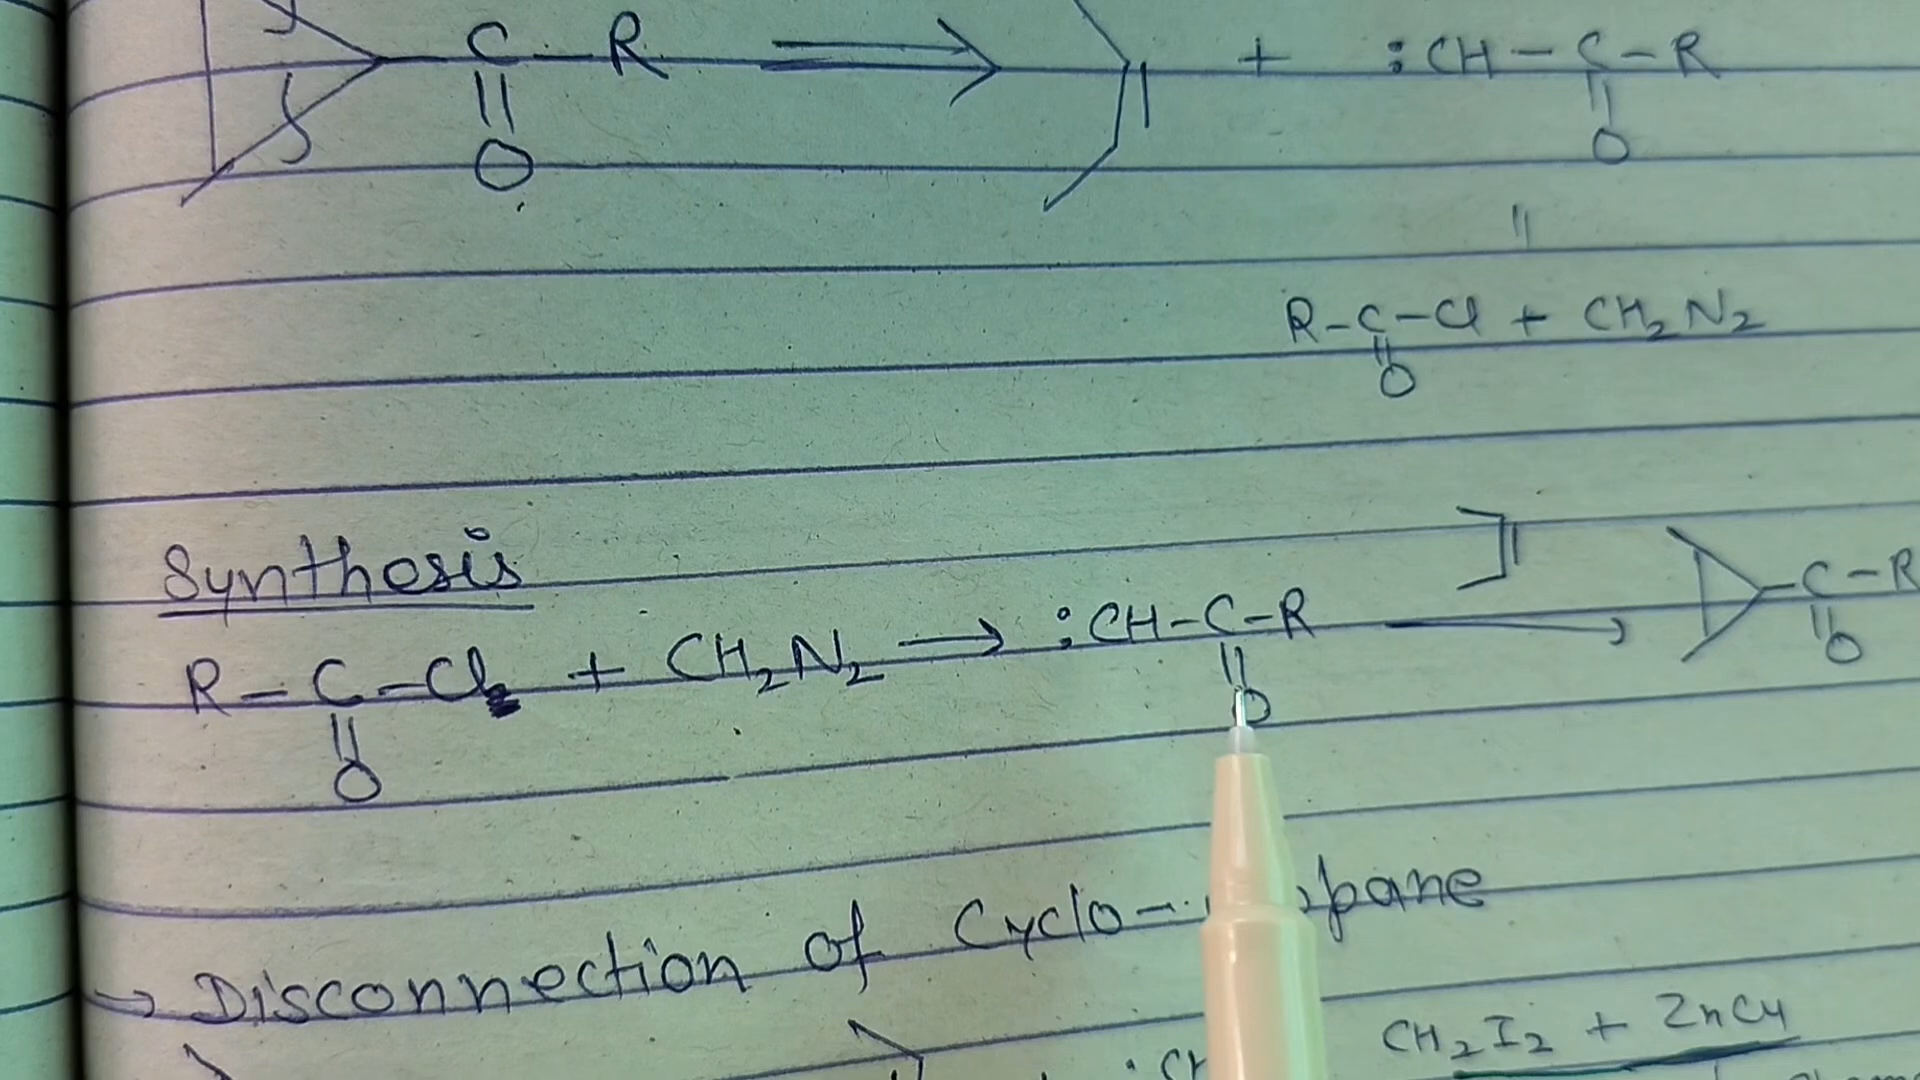 C - R ⟹ + :CH - C - R
O O
R - C - Cl + CH₂N₂
O
Synthesis
R - C - Cl + CH₂N₂ → :CH - C - R → C - R
O O O
→ Disconnection of Cyclo-
CH₂I₂ + ZnCu